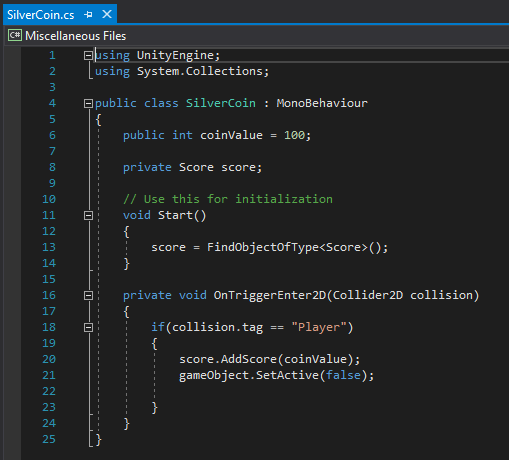 SilverCoin.cs
C# Miscellaneous Files
1 using UnityEngine;
2 using System.Collections;
3
4 public class SilverCoin : MonoBehaviour
5 {
6     public int coinValue = 100;
7
8     private Score score;
9
10     // Use this for initialization
11     void Start()
12     {
13         score = FindObjectOfType<Score>();
14     }
15
16     private void OnTriggerEnter2D(Collider2D collision)
17     {
18         if(collision.tag == "Player")
19         {
20             score.AddScore(coinValue);
21             gameObject.SetActive(false);
22
23         }
24     }
25 }